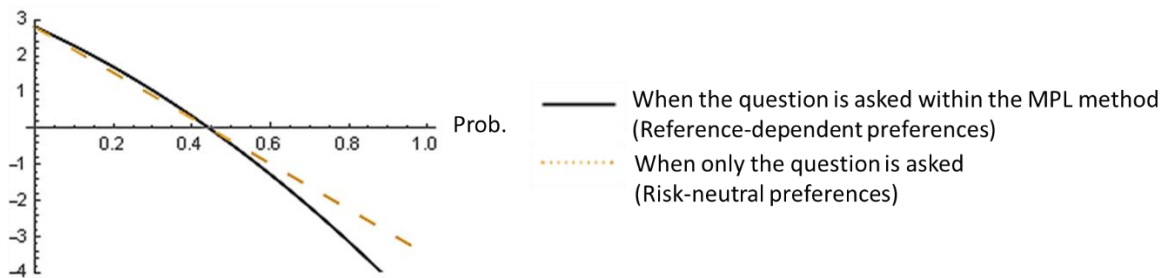 3
2
1
0.2 0.4 0.6 0.8 1.0 Prob.
-1
-2
-3
-4
When the question is asked within the MPL method
(Reference-dependent preferences)
When only the question is asked
(Risk-neutral preferences)